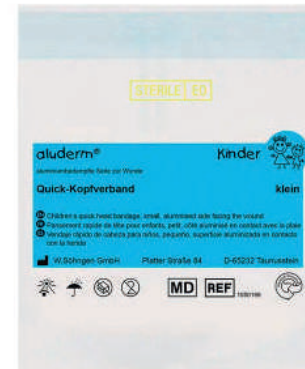 STERILE EO
aluderm® Kinder
aluminiumbedampfte Seite zur Wunde
Quick-Kopfverband klein
Children's quick head bandage, small, aluminised side facing the wound
Pansement rapide de tête pour enfants, petit, côté aluminisé en contact avec la plaie
Vendaje rápido de cabeza para niños, pequeño, superficie aluminizada en contacto
con la herida
W.Söhngen GmbH Platter Straße 84 D-65232 Taunusstein
MD REF